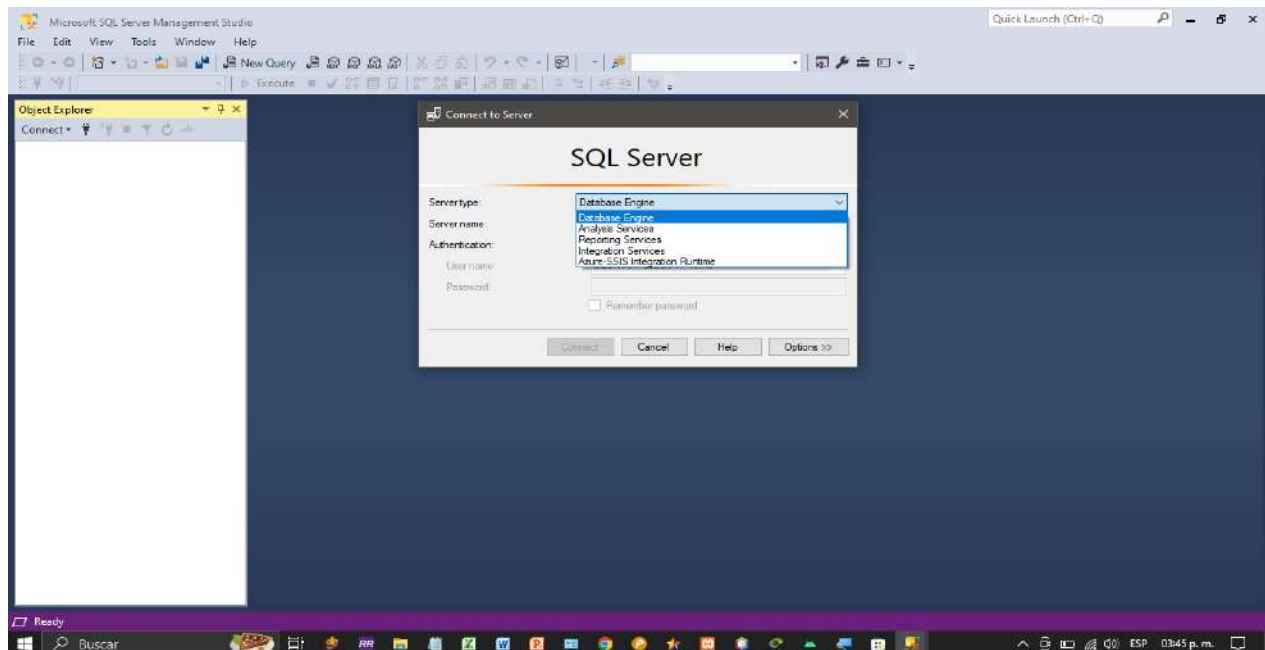 Microsoft SQL Server Management Studio
Quick Launch (Ctrl+Q)
File Edit View Tools Window Help
New Query
Execute
Object Explorer
Connect
Connect to Server
SQL Server
Server type: Database Engine
Database Engine
Server name:
Analysis Services
Reporting Services
Authentication:
Integration Services
Azure-SSIS Integration Runtime
User name:
Password:
Remember password
Connect Cancel Help Options >>
Ready
Buscar
RR
ESP 03:45 p. m.